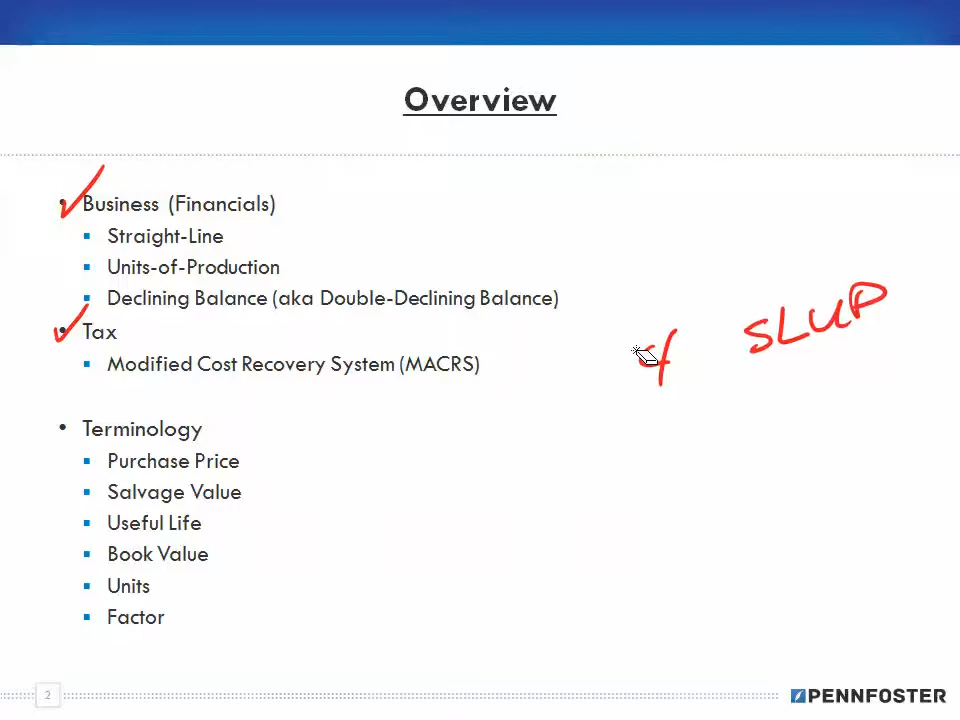 Overview
• Business (Financials)
▪ Straight-Line
▪ Units-of-Production
▪ Declining Balance (aka Double-Declining Balance)
• Tax
▪ Modified Cost Recovery System (MACRS)
SLUP
• Terminology
▪ Purchase Price
▪ Salvage Value
▪ Useful Life
▪ Book Value
▪ Units
▪ Factor
2
PENNFOSTER